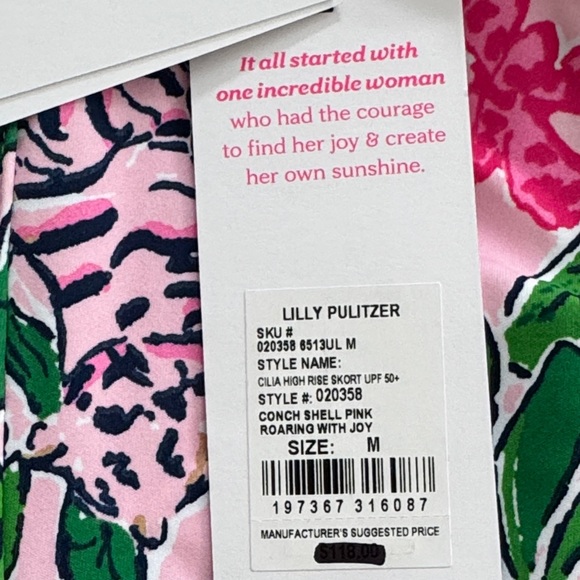 It all started with
one incredible woman
who had the courage
to find her joy & create
her own sunshine.
LILLY PULITZER
SKU #
020358 6513UL M
STYLE NAME:
CILIA HIGH RISE SKORT UPF 50+
STYLE #: 020358
CONCH SHELL PINK
ROARING WITH JOY
SIZE: M
197367 316087
MANUFACTURER'S SUGGESTED PRICE
$118.00